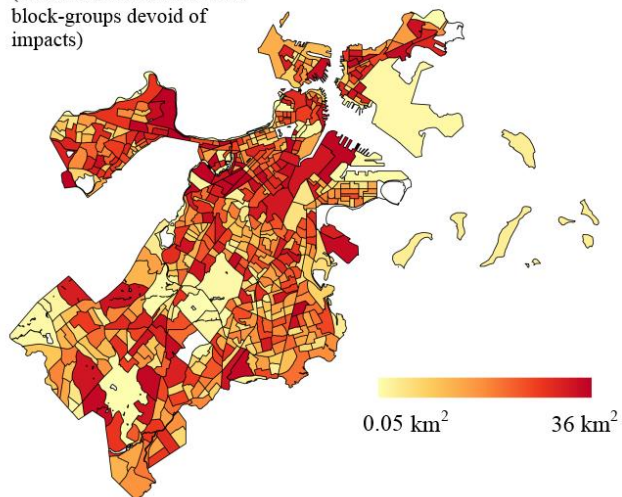 block-groups devoid of
impacts)
0.05 km²
36 km²